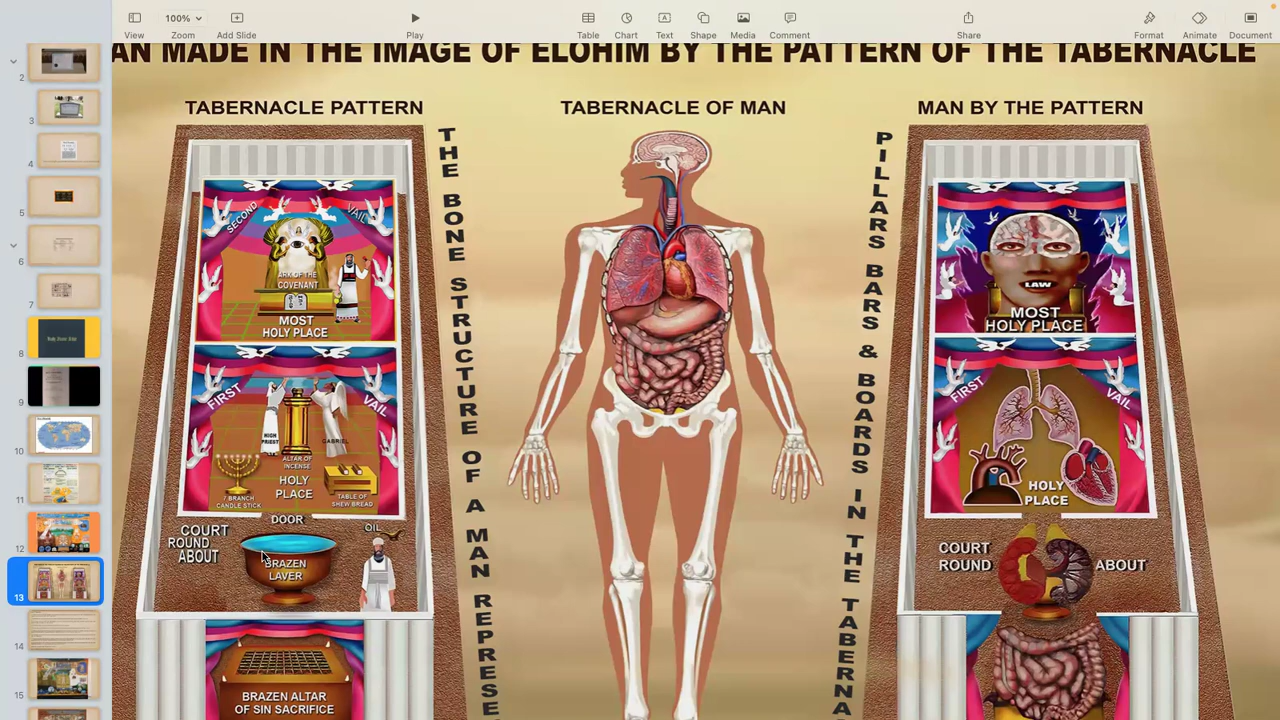 100%
View
Zoom
Add Slide
Play
Table
Chart
Text
Shape
Media
Comment
Share
Format
Animate
Document
2
3
4
5
6
7
8
9
10
11
12
13
14
15
AN MADE IN THE IMAGE OF ELOHIM BY THE PATTERN OF THE TABERNACLE
TABERNACLE PATTERN
SECOND
VAIL
ARK OF THE
COVENANT
MOST
HOLY PLACE
FIRST
VAIL
HIGH
PRIEST
GABRIEL
ALTAR OF
INCENSE
HOLY
PLACE
7 BRANCH
CANDLE STICK
TABLE OF
SHEW BREAD
DOOR
COURT
ROUND
ABOUT
OIL
BRAZEN
LAVER
BRAZEN ALTAR
OF SIN SACRIFICE
THE BONE STRUCTURE OF A MAN REPRESE
TABERNACLE OF MAN
PILLARS BARS & BOARDS IN THE TABERNA
MAN BY THE PATTERN
LAW
MOST
HOLY PLACE
FIRST
VAIL
HOLY
PLACE
COURT
ROUND
ABOUT